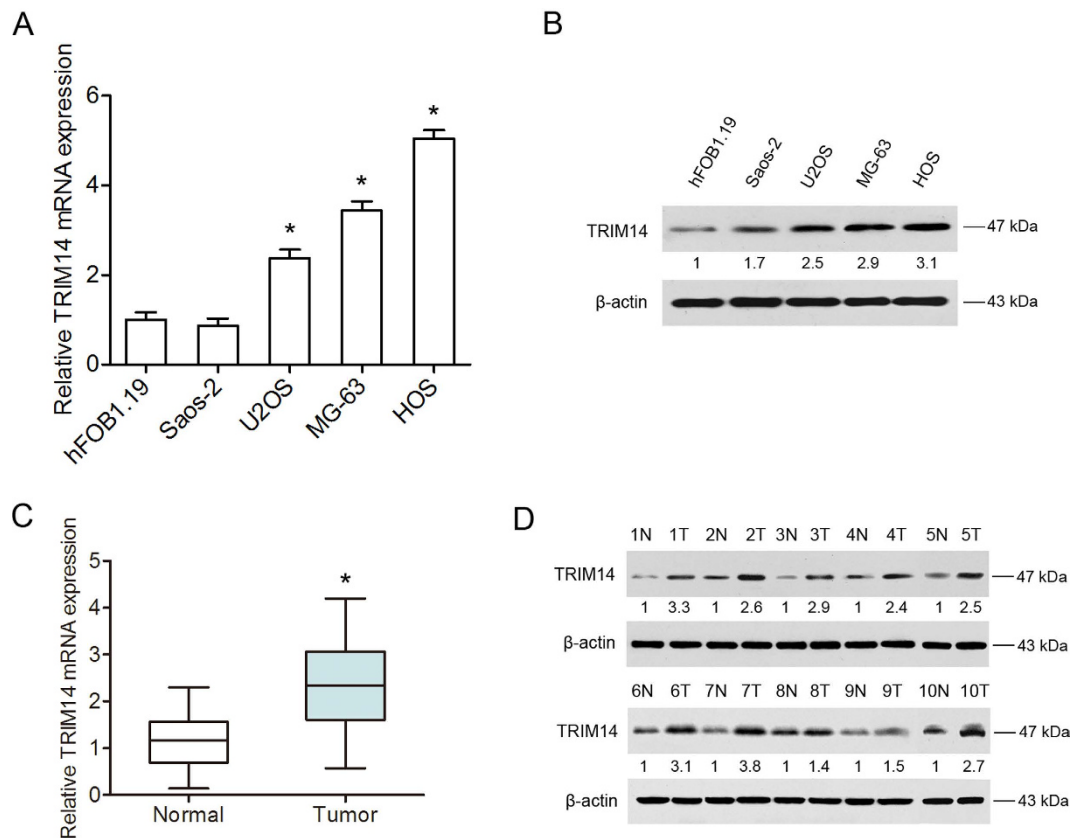 A
Relative TRIM14 mRNA expression
6
4
2
0
*
*
*
hFOB1.19
Saos-2
U2OS
MG-63
HOS
B
hFOB1.19
Saos-2
U2OS
MG-63
HOS
TRIM14
47 kDa
1 1.7 2.5 2.9 3.1
β-actin
43 kDa
C
Relative TRIM14 mRNA expression
5
4
3
2
1
0
*
Normal
Tumor
D
1N 1T 2N 2T 3N 3T 4N 4T 5N 5T
TRIM14
47 kDa
1 3.3 1 2.6 1 2.9 1 2.4 1 2.5
β-actin
43 kDa
6N 6T 7N 7T 8N 8T 9N 9T 10N 10T
TRIM14
47 kDa
1 3.1 1 3.8 1 1.4 1 1.5 1 2.7
β-actin
43 kDa